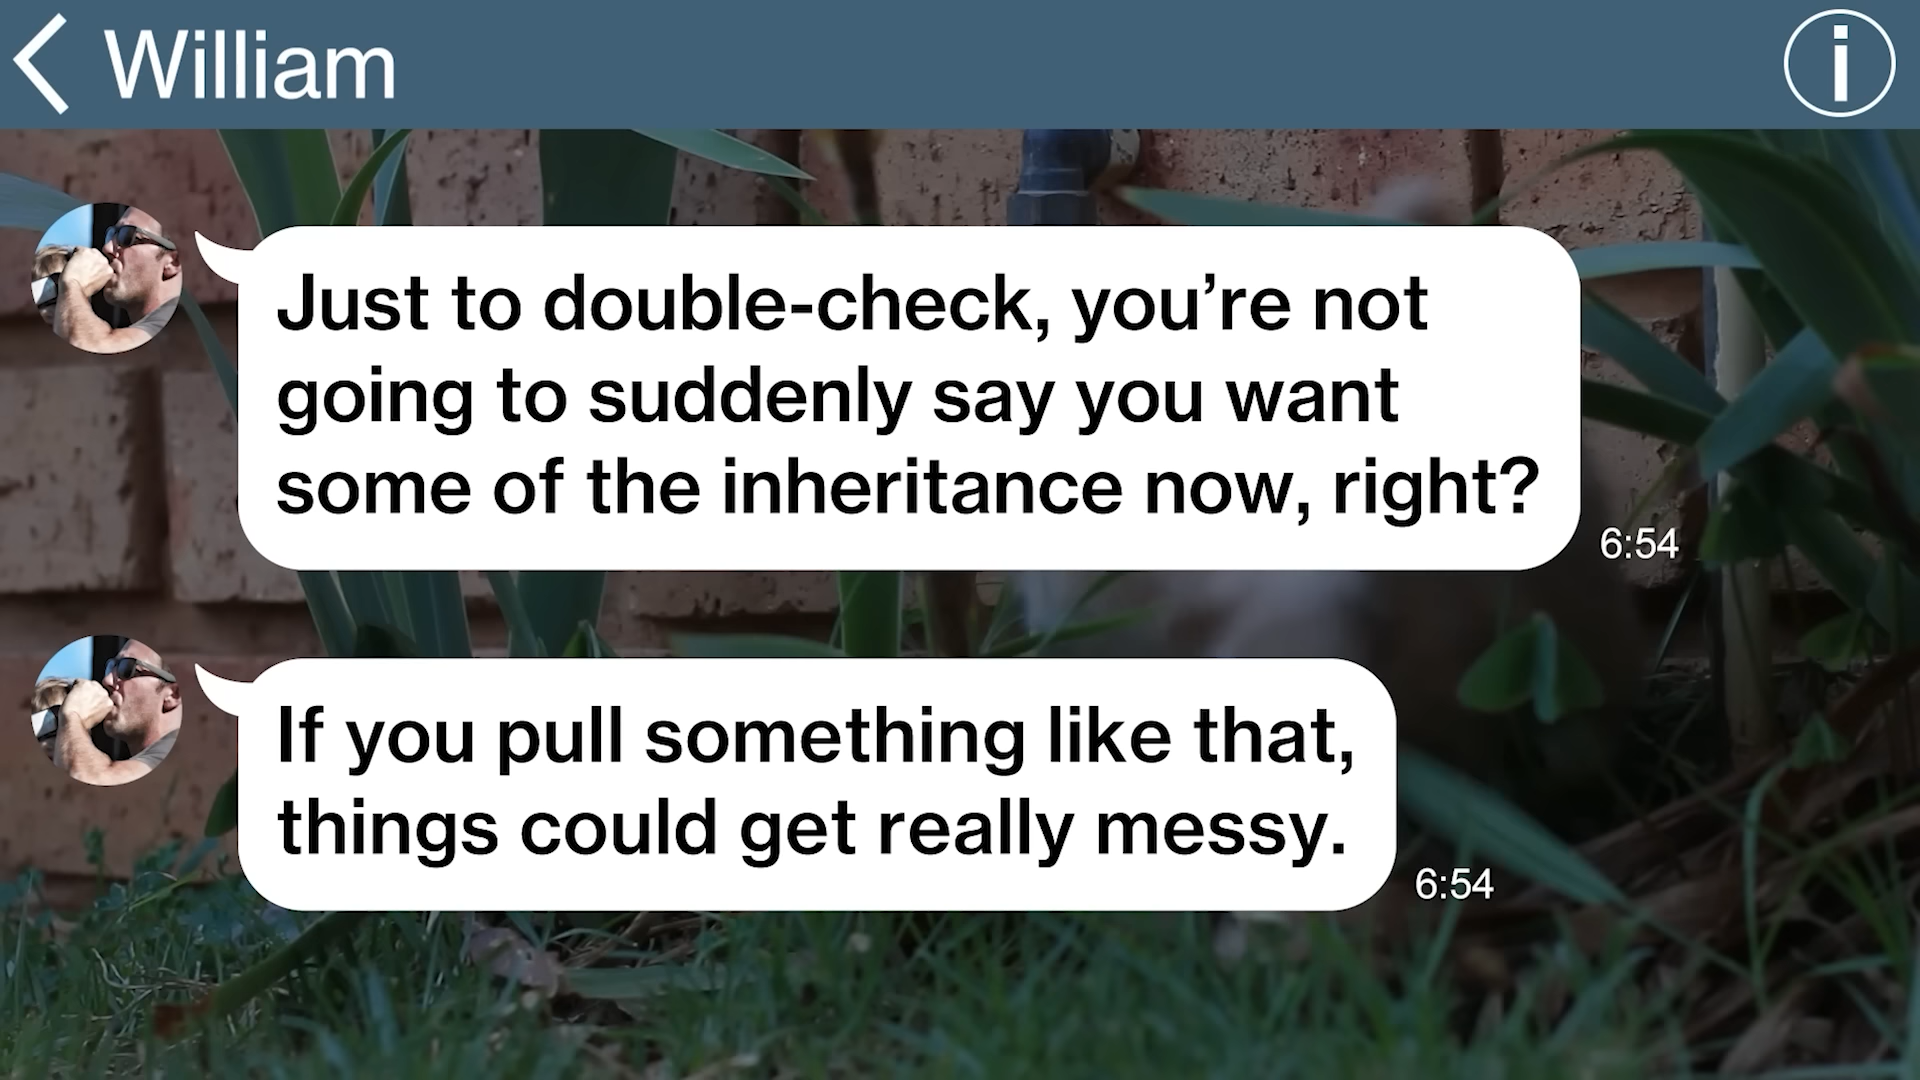 William
Just to double-check, you’re not
going to suddenly say you want
some of the inheritance now, right?
6:54
If you pull something like that,
things could get really messy.
6:54